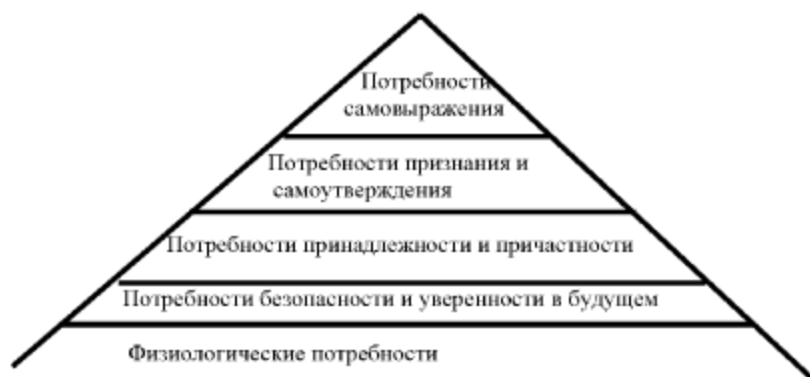 Потребности
самовыражения
Потребности признания и
самоутверждения
Потребности принадлежности и причастности
Потребности безопасности и уверенности в будущем
Физиологические потребности